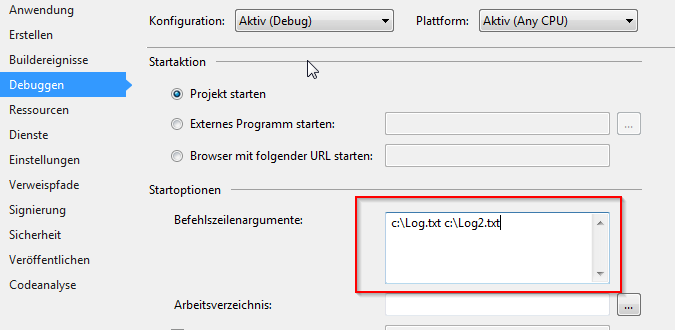 Anwendung
Erstellen
Buildereignisse
Debuggen
Ressourcen
Dienste
Einstellungen
Verweispfade
Signierung
Sicherheit
Veröffentlichen
Codeanalyse
Konfiguration: Aktiv (Debug) Plattform: Aktiv (Any CPU)
Startaktion
Projekt starten
Externes Programm starten: ...
Browser mit folgender URL starten:
Startoptionen
Befehlszeilenargumente: c:\Log.txt c:\Log2.txt
Arbeitsverzeichnis: ...